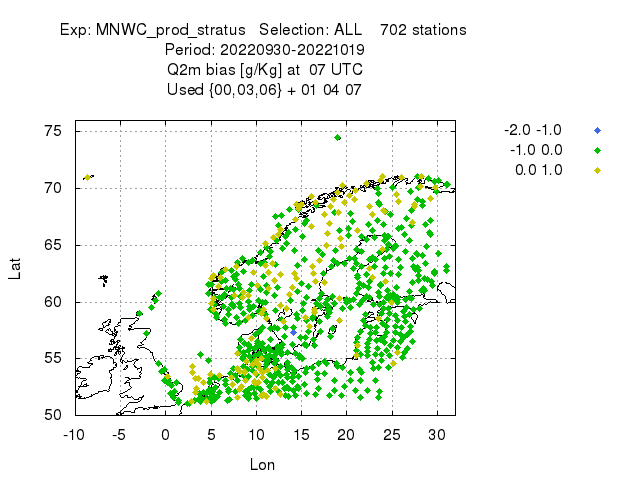 Exp: MNWC_prod_stratus   Selection: ALL    702 stations
Period: 20220930-20221019
Q2m bias [g/Kg] at  07 UTC
Used {00,03,06} + 01 04 07
-2.0 -1.0
-1.0 0.0
0.0 1.0
75
70
65
60
55
50
Lat
-10 -5 0 5 10 15 20 25 30
Lon